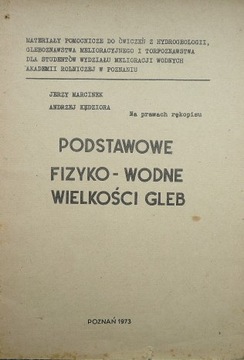 MATERIAŁY POMOCNICZE DO ĆWICZEŃ Z HYDROGEOLOGII,
GLEBOZNAWSTWA MELIORACYJNEGO I TORFOZNAWSTWA
DLA STUDENTÓW WYDZIAŁU MELIORACJI WODNYCH
AKADEMII ROLNICZEJ W POZNANIU
JERZY MARCINEK
ANDRZEJ KĘDZIORA
Na prawach rękopisu
PODSTAWOWE
FIZYKO - WODNE
WIELKOŚCI GLEB
POZNAŃ 1973